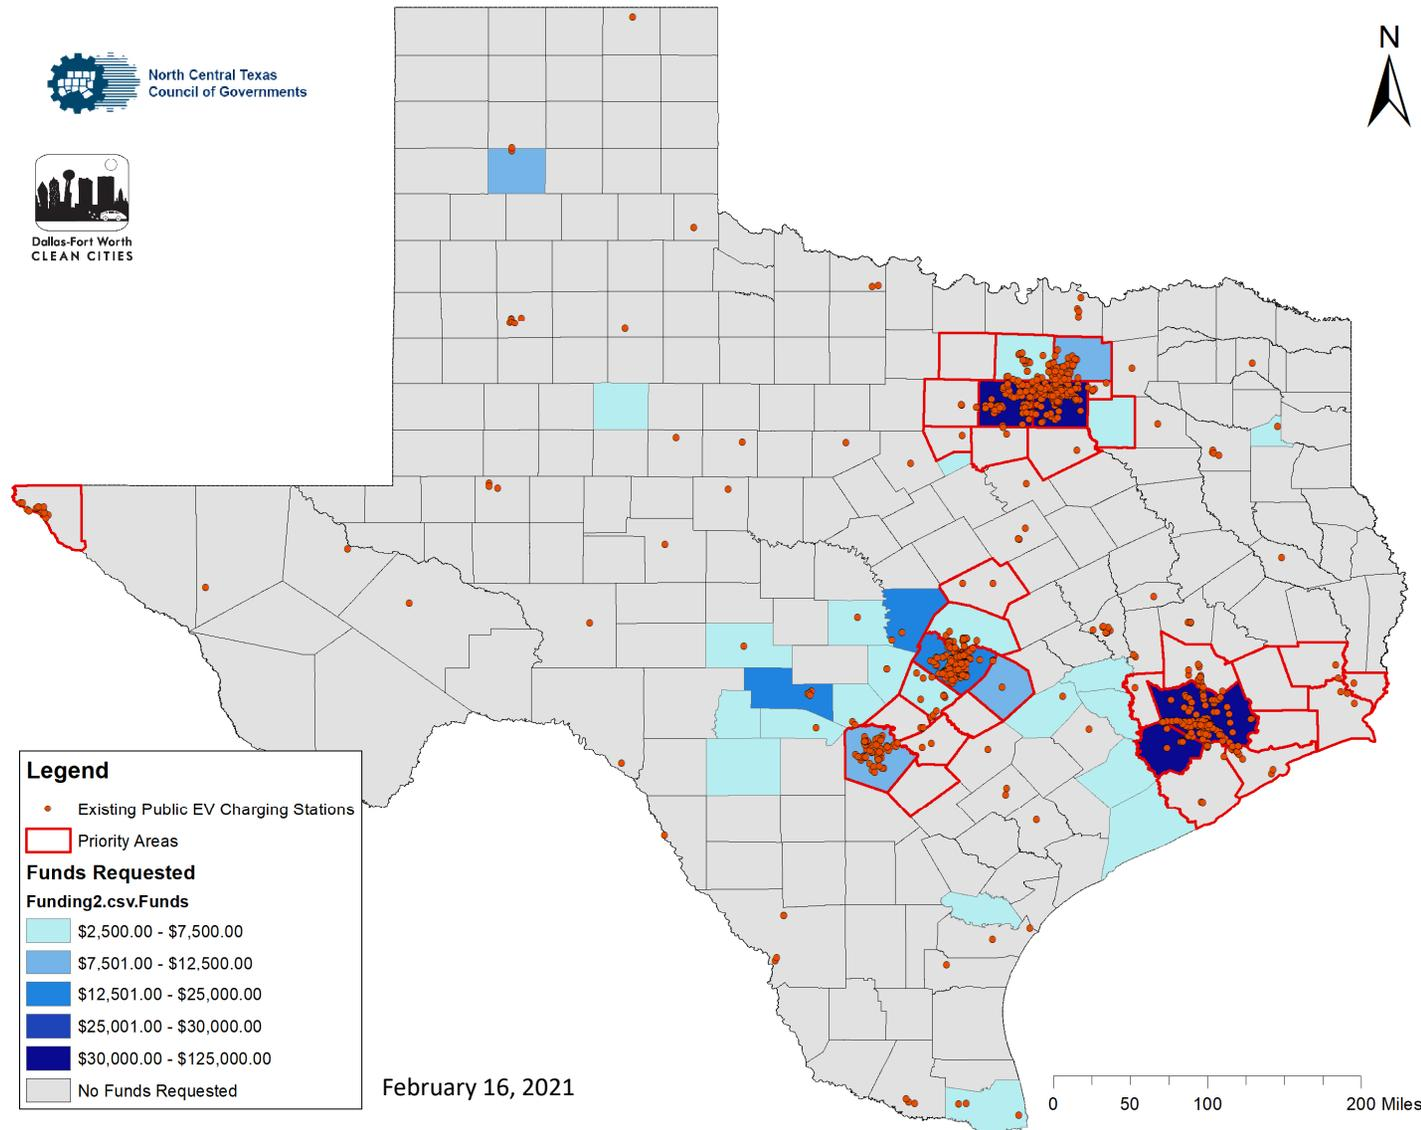 N
North Central Texas
Council of Governments
Dallas-Fort Worth
CLEAN CITIES
Legend
Existing Public EV Charging Stations
Priority Areas
Funds Requested
Funding2.csv.Funds
$2,500.00 - $7,500.00
$7,501.00 - $12,500.00
$12,501.00 - $25,000.00
$25,001.00 - $30,000.00
$30,000.00 - $125,000.00
No Funds Requested
February 16, 2021
0 50 100 200 Miles